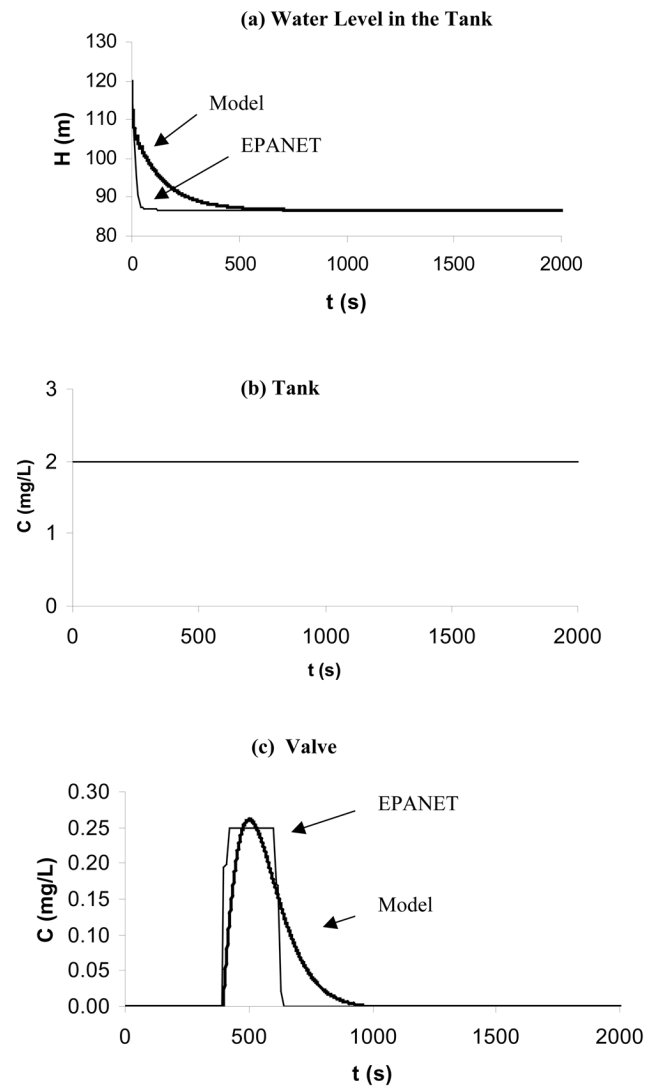 (a) Water Level in the Tank
130
120
110
100
90
80
H (m)
Model
EPANET
0 500 1000 1500 2000
t (s)
(b) Tank
3
2
1
0
C (mg/L)
0 500 1000 1500 2000
t (s)
(c) Valve
0.30
0.25
0.20
0.15
0.10
0.05
0.00
C (mg/L)
EPANET
Model
0 500 1000 1500 2000
t (s)